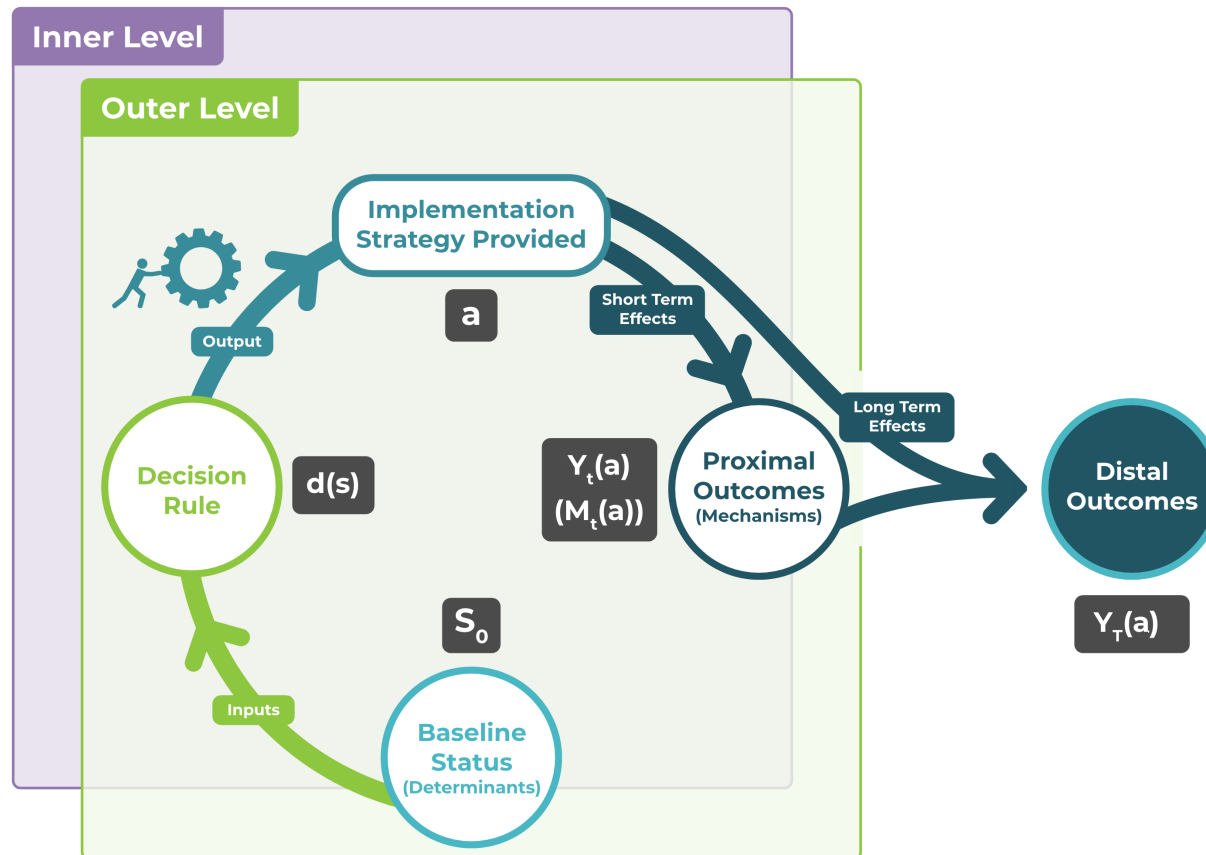 Inner Level
Outer Level
Implementation
Strategy Provided
a
Short Term
Effects
Output
Long Term
Effects
Decision
Rule
d(s)
Yt(a)
(Mt(a))
Proximal
Outcomes
(Mechanisms)
Distal
Outcomes
YT(a)
S0
Inputs
Baseline
Status
(Determinants)